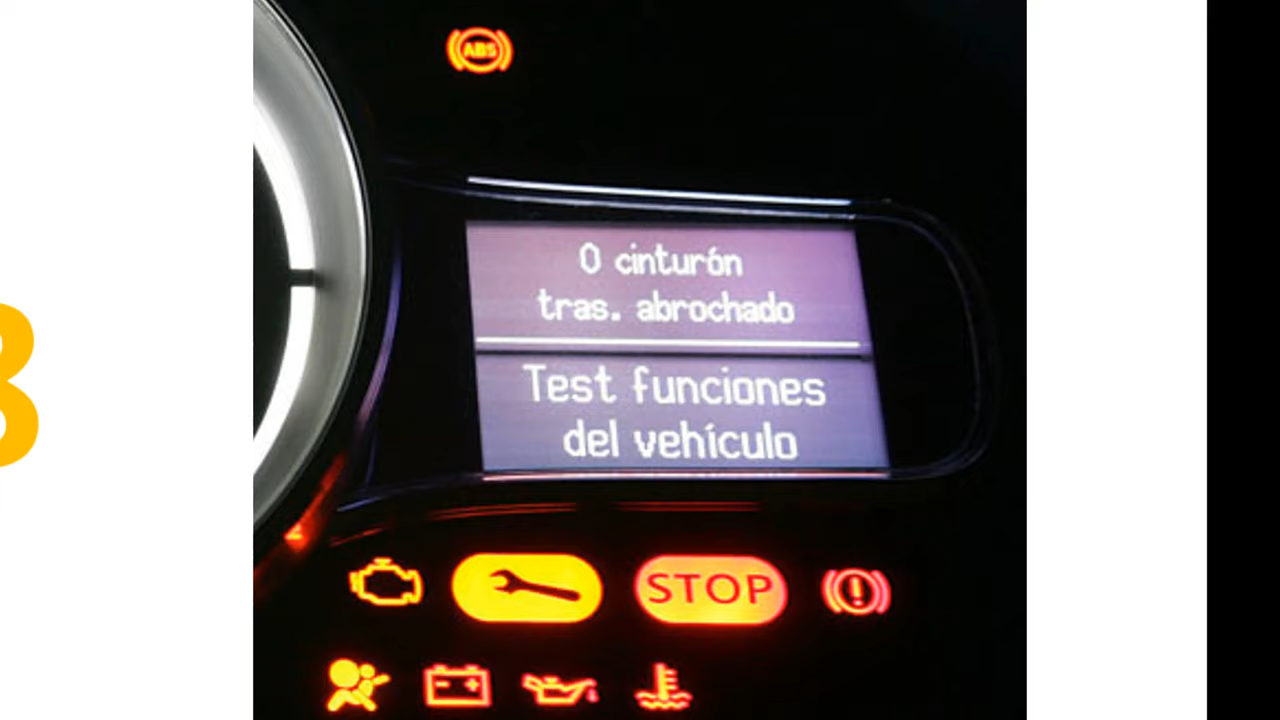 ABS
0 cinturón
tras. abrochado
Test funciones
del vehículo
STOP